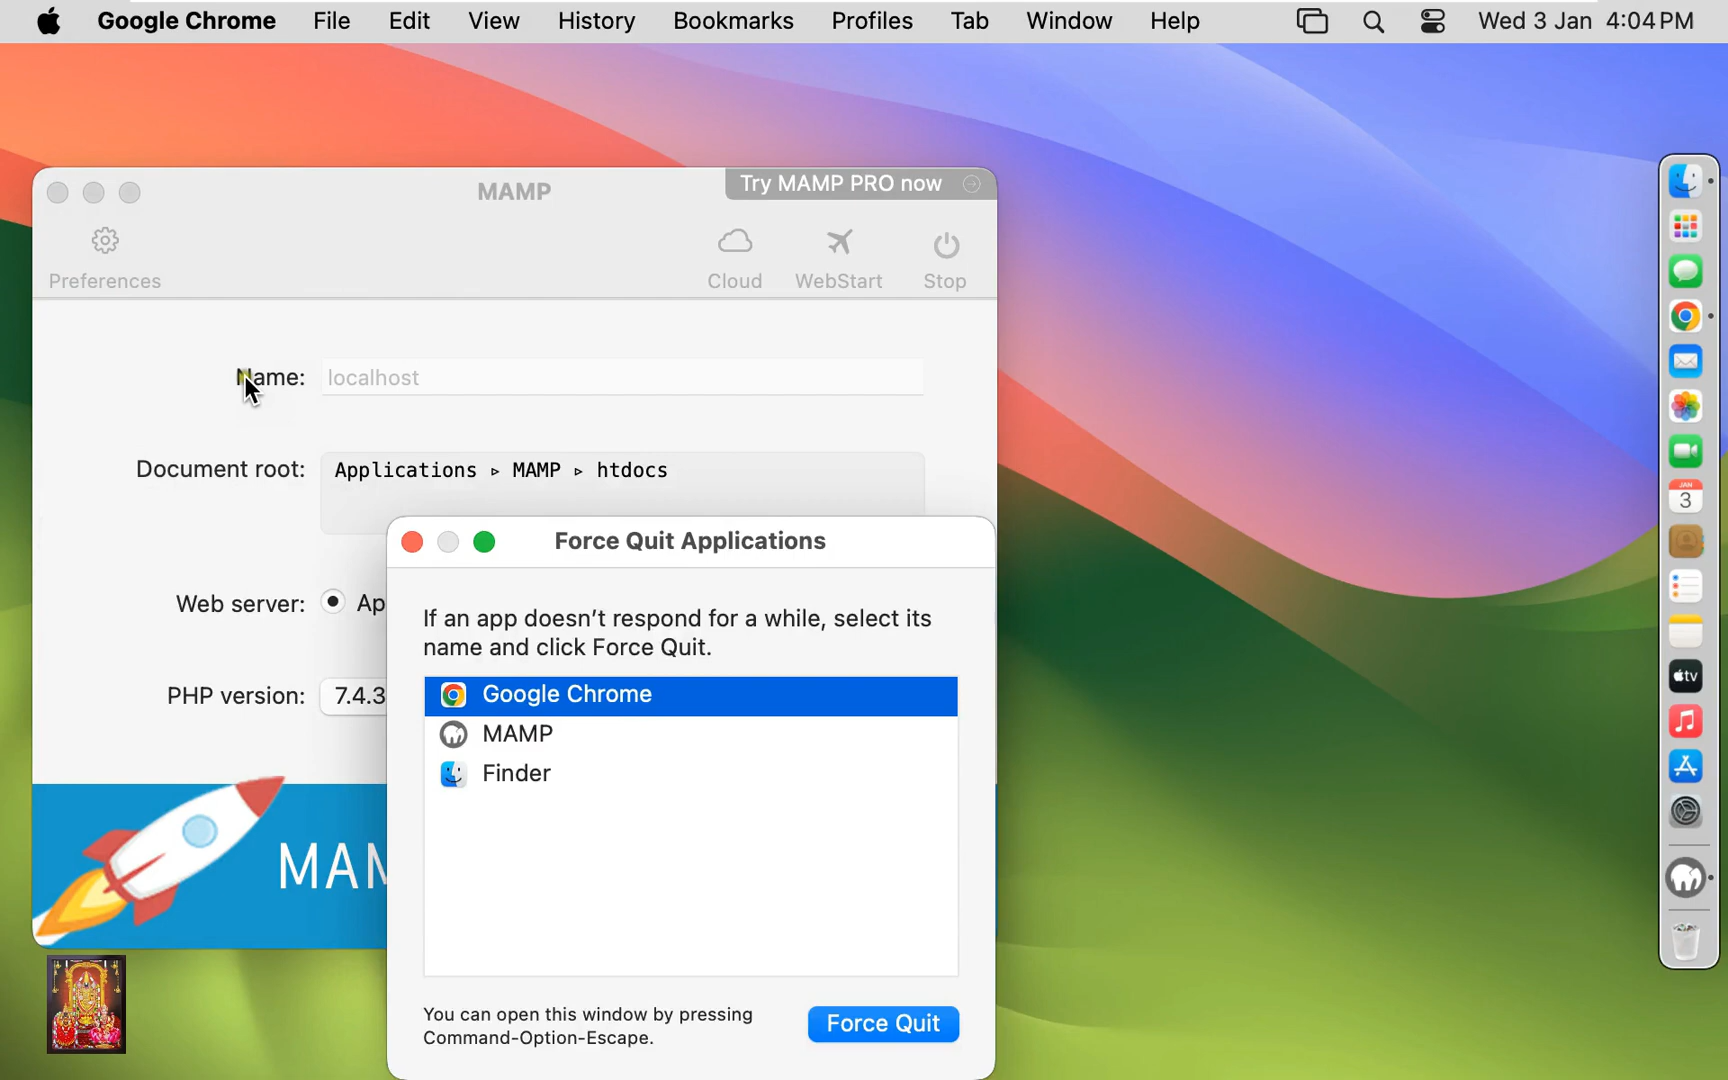 Google Chrome File Edit View History Bookmarks Profiles Tab Window Help Wed 3 Jan 4:04 PM
MAMP
Try MAMP PRO now
Preferences
Cloud
WebStart
Stop
Name: localhost
Document root: Applications ▹ MAMP ▹ htdocs
Web server: Ap
PHP version: 7.4.3
MAM
Force Quit Applications
If an app doesn't respond for a while, select its
name and click Force Quit.
Google Chrome
MAMP
Finder
You can open this window by pressing
Command-Option-Escape.
Force Quit
JAN
3
tv